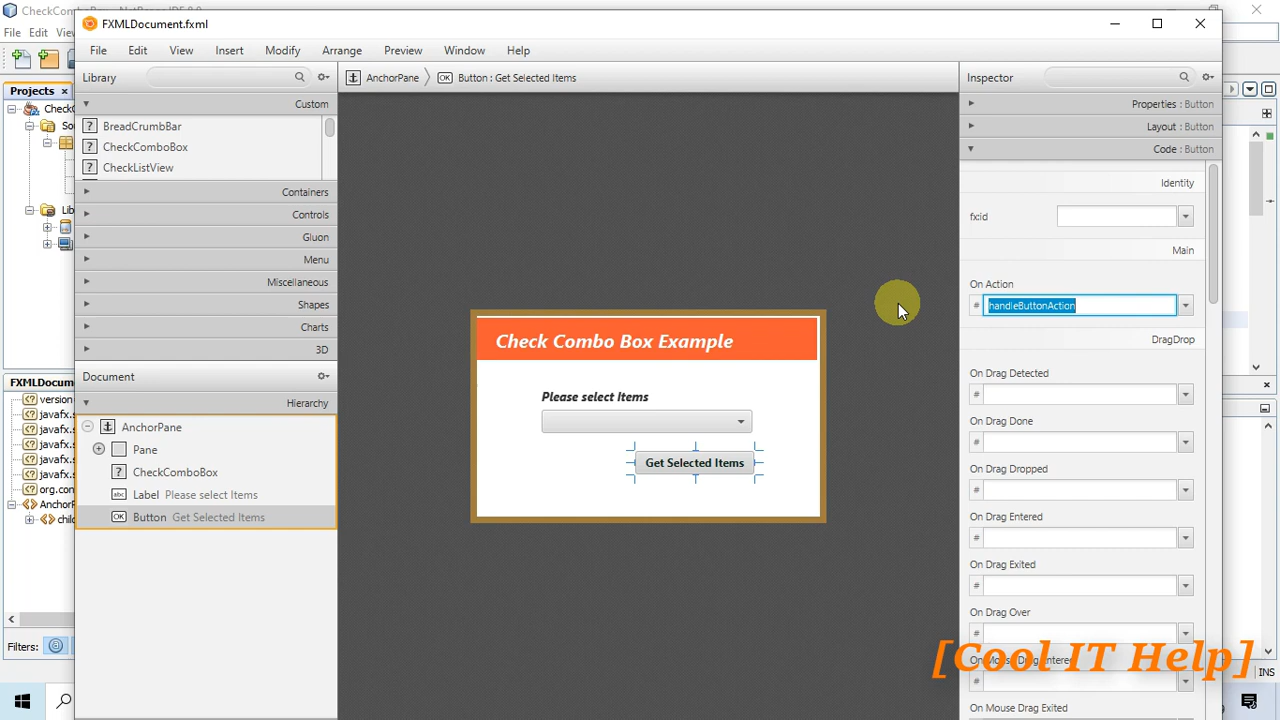 FXMLDocument.fxml
File Edit View Insert Modify Arrange Preview Window Help
File Edit
Library
AnchorPane
Button : Get Selected Items
Inspector
Projects
Custom
BreadCrumbBar
CheckComboBox
CheckListView
Containers
Controls
Gluon
Menu
Miscellaneous
Shapes
Charts
3D
Document
Hierarchy
AnchorPane
Pane
CheckComboBox
Label Please select Items
Button Get Selected Items
Filters:
Check Combo Box Example
Please select Items
Get Selected Items
Properties : Button
Layout : Button
Code : Button
Identity
fx:id
Main
On Action
# handleButtonAction
DragDrop
On Drag Detected
#
On Drag Done
#
On Drag Dropped
#
On Drag Entered
#
On Drag Exited
#
On Drag Over
#
#
On Mouse Drag Exited
[Cool IT Help]
INS